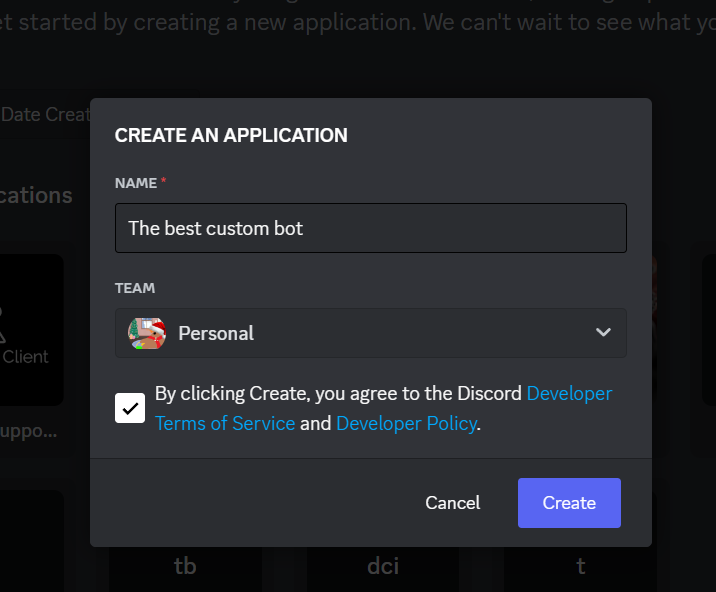 et started by creating a new application. We can't wait to see what yo
Date Creat
CREATE AN APPLICATION
NAME *
cations
The best custom bot
TEAM
Personal
Client
By clicking Create, you agree to the Discord Developer
Terms of Service and Developer Policy.
uppo...
Cancel
Create
tb
dci
t